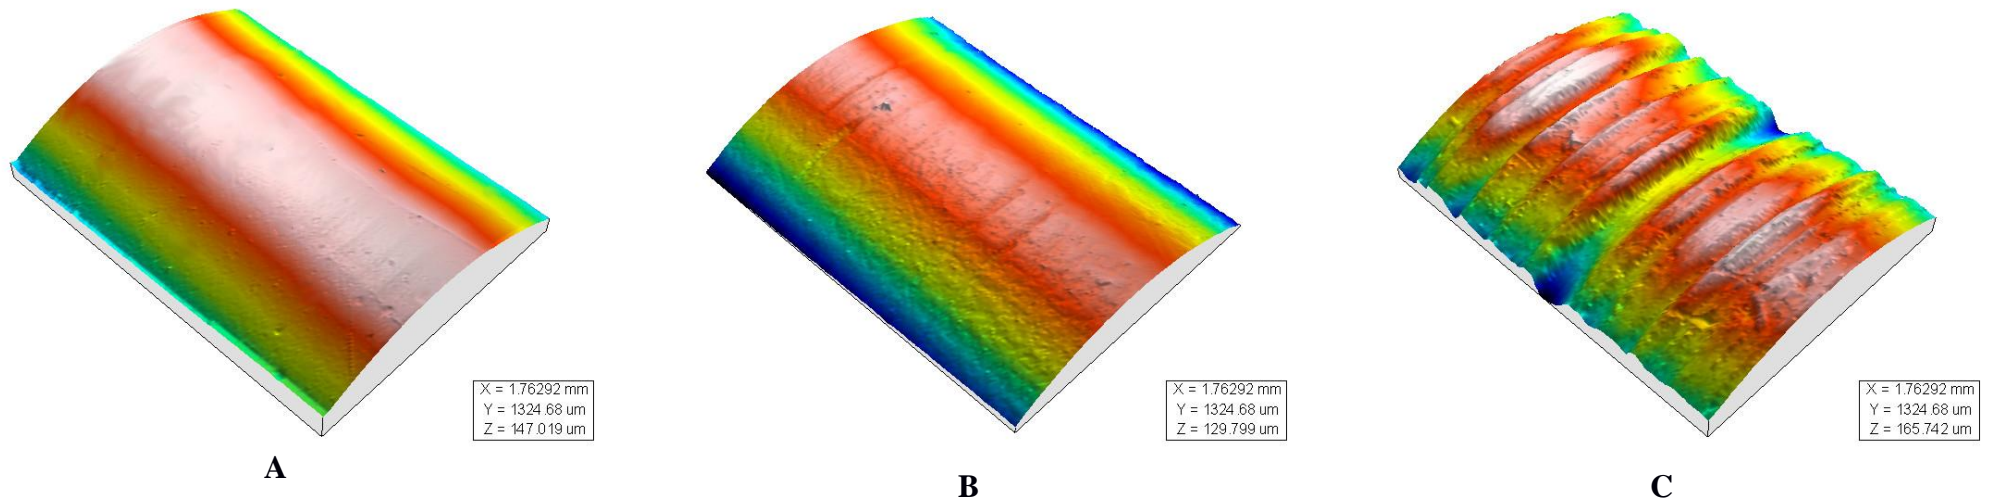 X = 1.76292 mm
Y = 1324.68 um
Z = 147.019 um
A
X = 1.76292 mm
Y = 1324.68 um
Z = 129.799 um
B
X = 1.76292 mm
Y = 1324.68 um
Z = 165.742 um
C